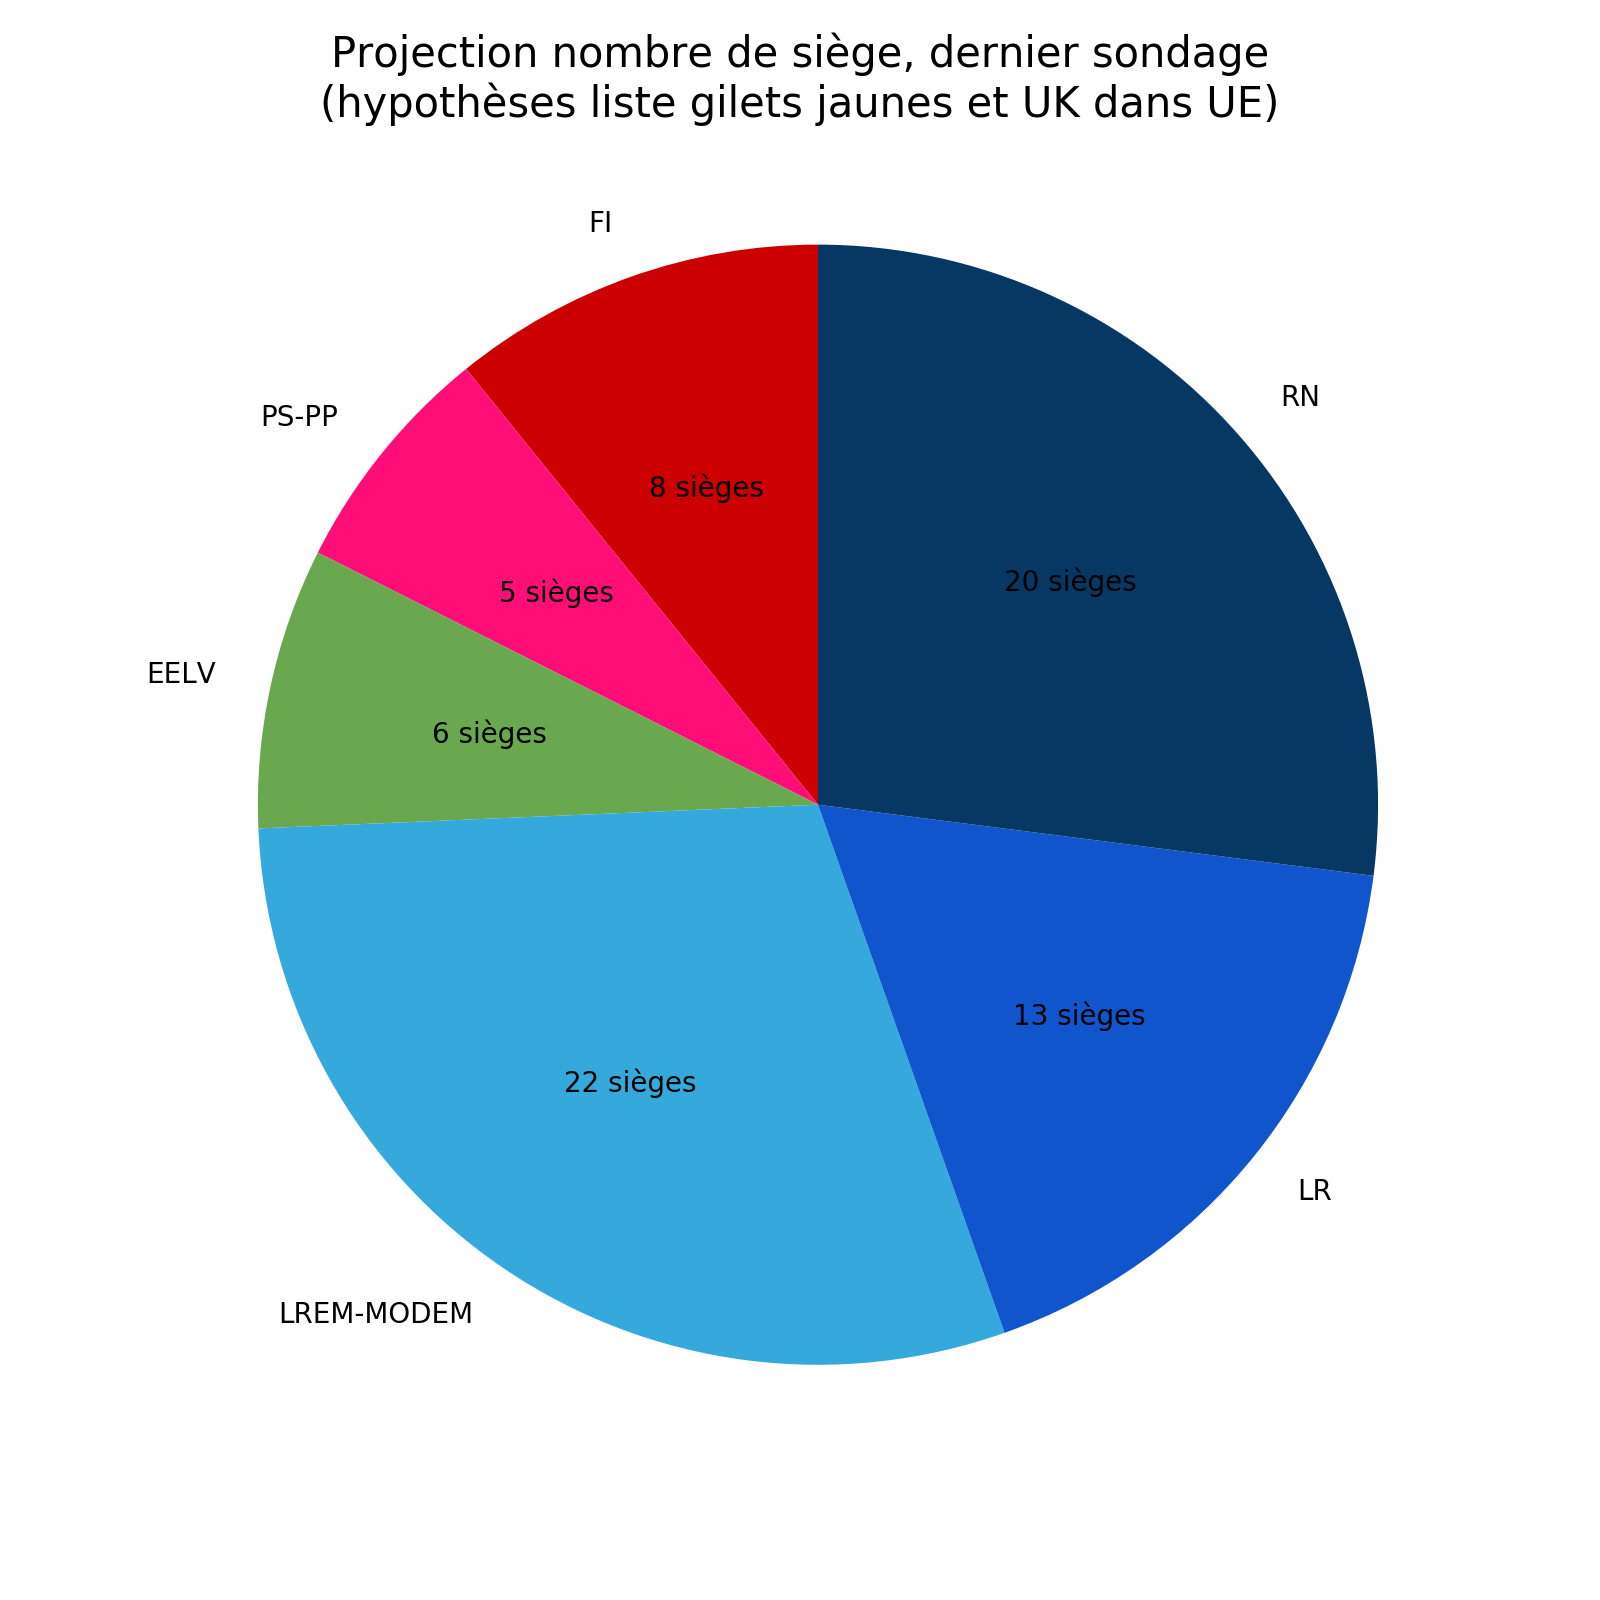 Projection nombre de siège, dernier sondage
(hypothèses liste gilets jaunes et UK dans UE)
FI
RN
PS-PP
8 sièges
20 sièges
5 sièges
EELV
6 sièges
13 sièges
22 sièges
LR
LREM-MODEM